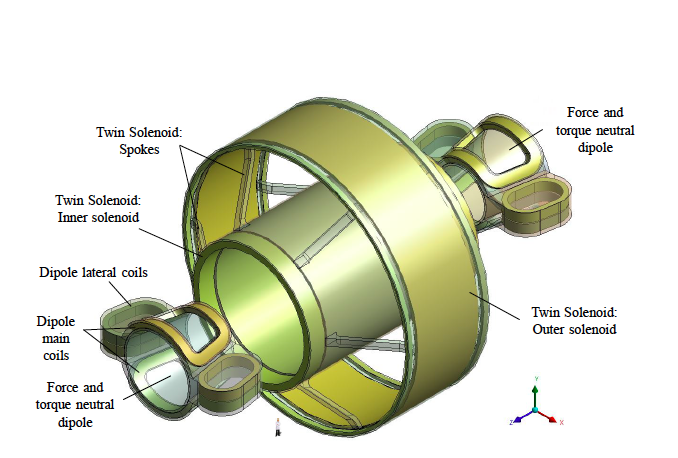 Force and
torque neutral
dipole
Twin Solenoid:
Spokes
Twin Solenoid:
Inner solenoid
Dipole lateral coils
Dipole
main
coils
Force and
torque neutral
dipole
Twin Solenoid:
Outer solenoid
Y
Z
X